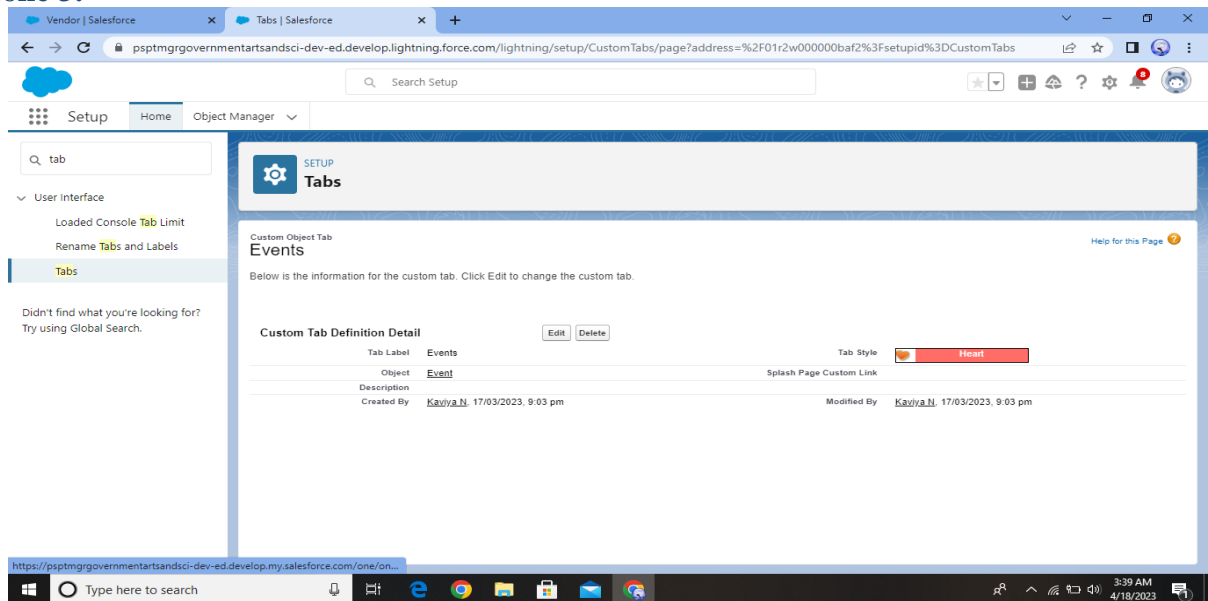 Vendor | Salesforce
Tabs | Salesforce
psptmgrgovernmentartsandsci-dev-ed.develop.lightning.force.com/lightning/setup/CustomTabs/page?address=%2F01r2w000000baf2%3Fsetupid%3DCustomTabs
Search Setup
8
Setup Home Object Manager
tab
SETUP
Tabs
User Interface
Loaded Console Tab Limit
Rename Tabs and Labels
Tabs
Didn't find what you're looking for?
Try using Global Search.
Custom Object Tab
Events
Help for this Page
Below is the information for the custom tab. Click Edit to change the custom tab.
Custom Tab Definition Detail Edit Delete
Tab Label Events Tab Style Heart
Object Event Splash Page Custom Link
Description
Created By Kaviya N, 17/03/2023, 9:03 pm Modified By Kaviya N, 17/03/2023, 9:03 pm
https://psptmgrgovernmentartsandsci-dev-ed.develop.my.salesforce.com/one/on...
Type here to search
3:39 AM
4/18/2023
1